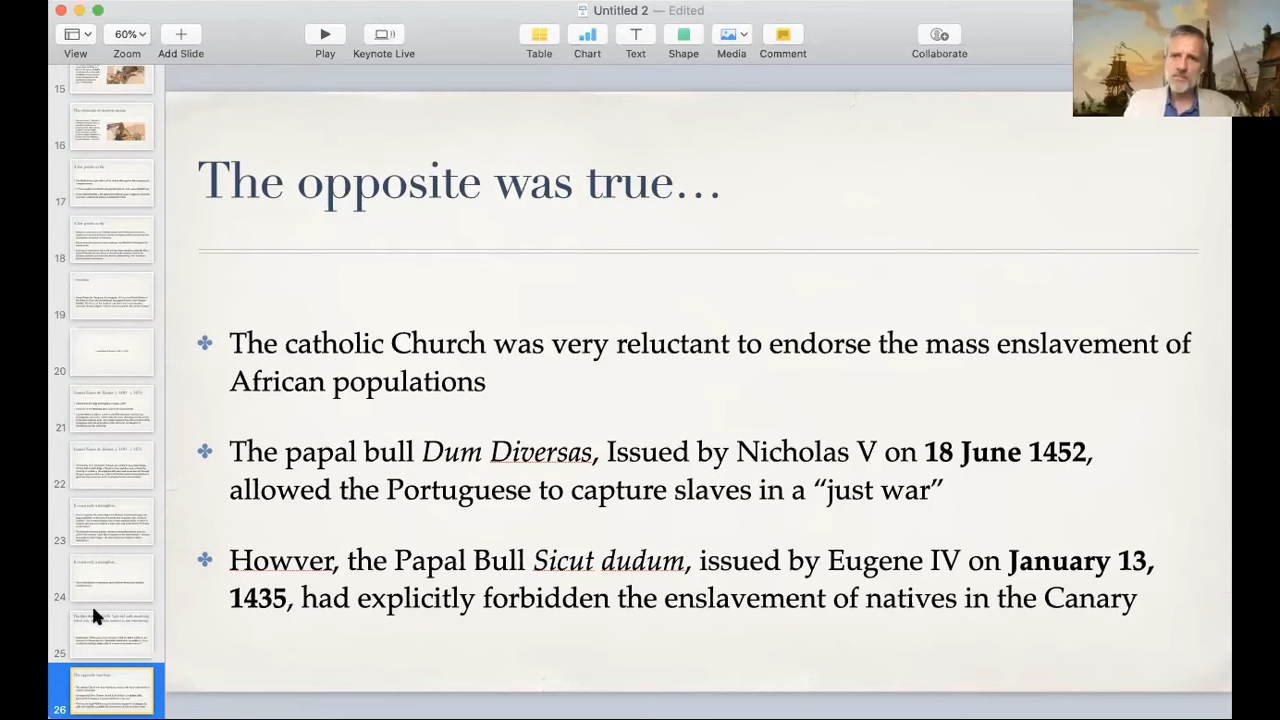 Untitled 2 — Edited
60%
View
Zoom
Add Slide
Play
Keynote Live
Table
Chart
Text
Shape
Media
Comment
Collaborate
15
16
17
18
19
20
21
22
23
24
25
26
The opposite was true…
The catholic Church was very reluctant to endorse the mass enslavement of
African populations
The papal bull Dum Diversas, Issued by Nicholas V on 18 June 1452,
allowed the Portuguese to capture slaves in a “just war”
Howver, the Papal Bull Sicut dudum, issued by Eugene IV on January 13,
1435, had explicitly forbidden the enslavement of natives in the Canary